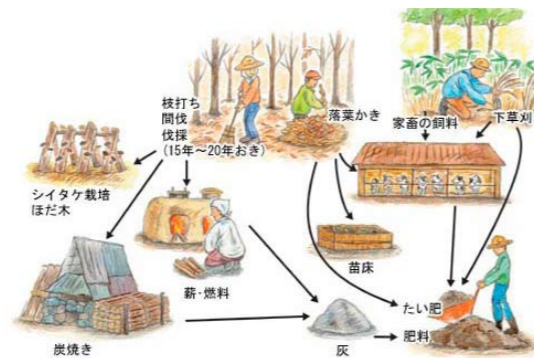 枝打ち
間伐
伐採
(15年～20年おき)
落葉かき
家畜の飼料
下草刈
シイタケ栽培
ほだ木
薪・燃料
苗床
たい肥
炭焼き
灰
肥料